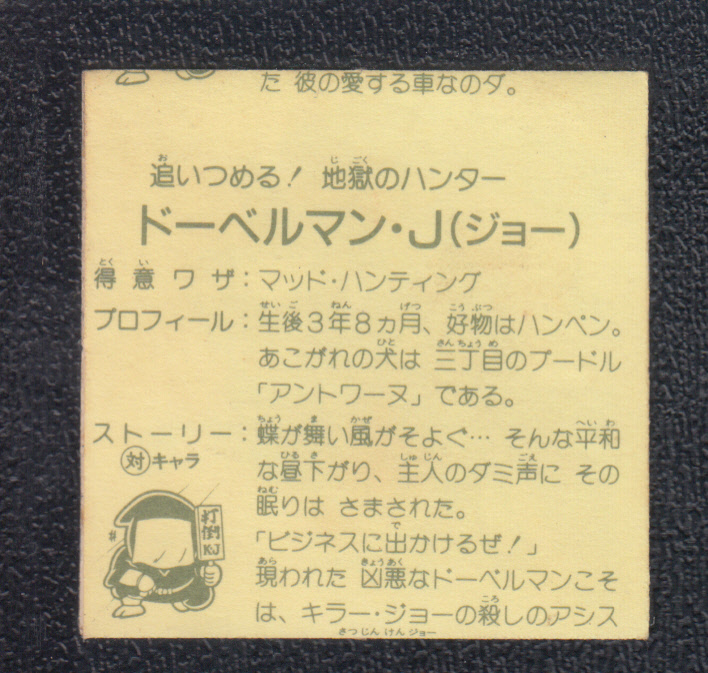 た 彼の愛する車なのダ。
追いつめる! 地獄のハンター
ドーベルマン・J(ジョー)
得意ワザ:マッド・ハンティング
プロフィール:生後3年8ヵ月、好物はハンペン。
あこがれの犬は 三丁目のプードル
「アントワーヌ」である。
ストーリー:蝶が舞い風がそよぐ… そんな平和
な昼下がり、主人のダミ声に その
眠りは さまされた。
「ビジネスに出かけるぜ!」
現われた 凶悪なドーベルマンこそ
は、キラー・ジョーの殺しのアシス
さつじんけんジョー
対キャラ
打倒KJ